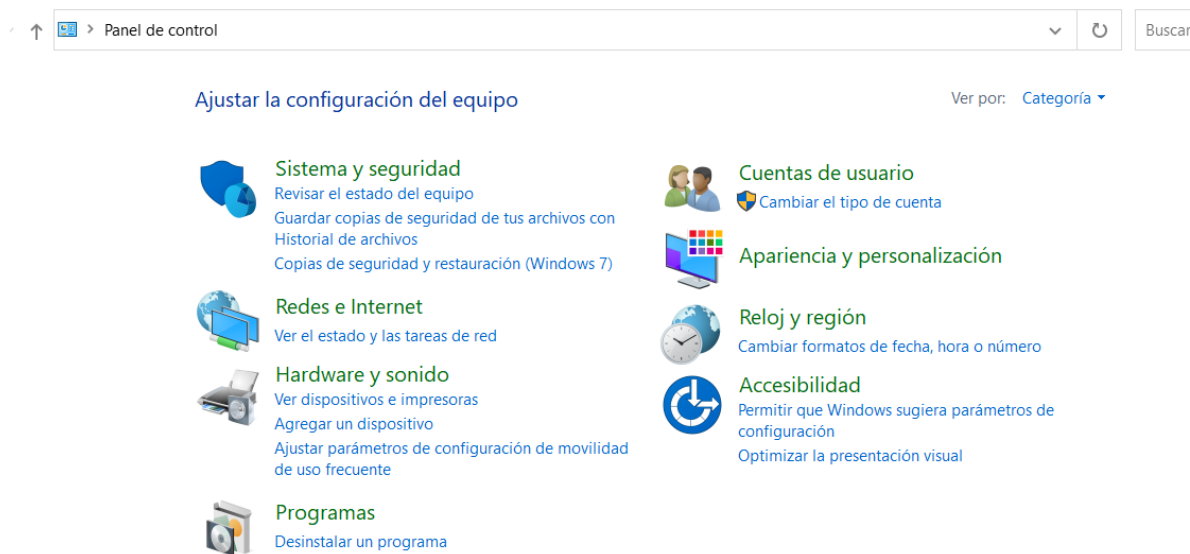 Panel de control
Buscar
Ajustar la configuración del equipo
Ver por: Categoría
Sistema y seguridad
Revisar el estado del equipo
Guardar copias de seguridad de tus archivos con
Historial de archivos
Copias de seguridad y restauración (Windows 7)
Redes e Internet
Ver el estado y las tareas de red
Hardware y sonido
Ver dispositivos e impresoras
Agregar un dispositivo
Ajustar parámetros de configuración de movilidad
de uso frecuente
Programas
Desinstalar un programa
Cuentas de usuario
Cambiar el tipo de cuenta
Apariencia y personalización
Reloj y región
Cambiar formatos de fecha, hora o número
Accesibilidad
Permitir que Windows sugiera parámetros de
configuración
Optimizar la presentación visual